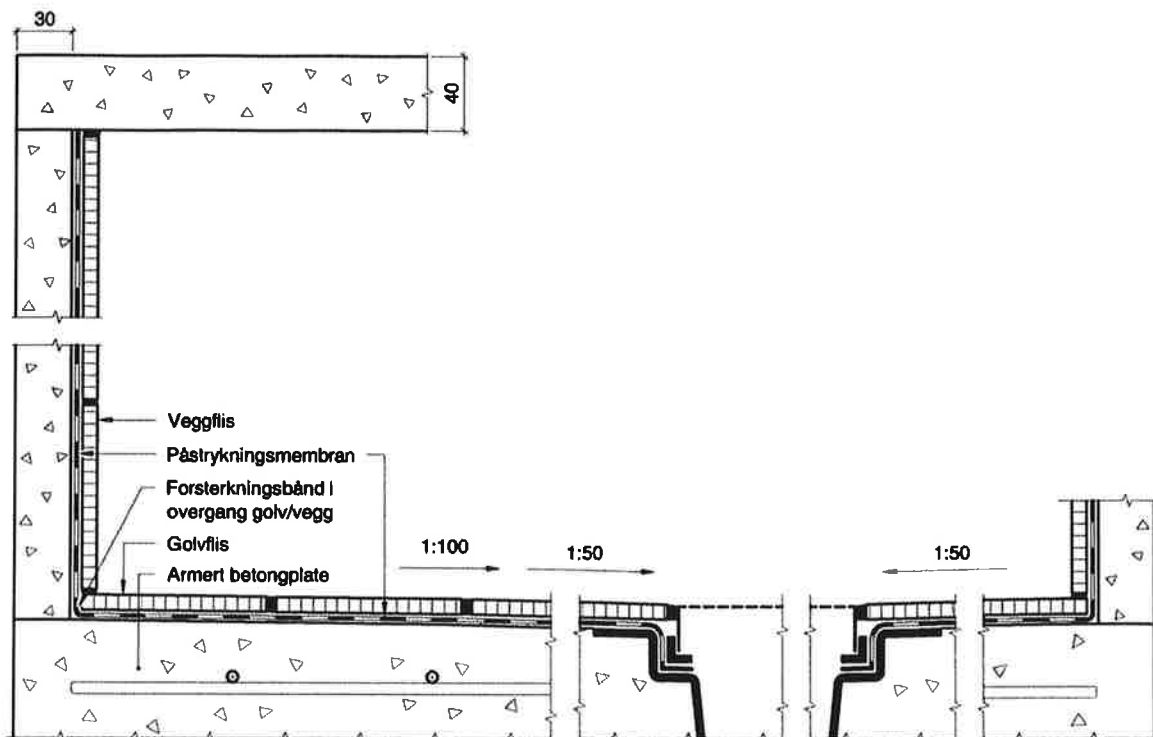 30
40
Veggflis
Påstrykningsmembran
Forsterkningsbånd i
overgang golv/vegg
Golvflis
Armert betongplate
1:100
1:50
1:50